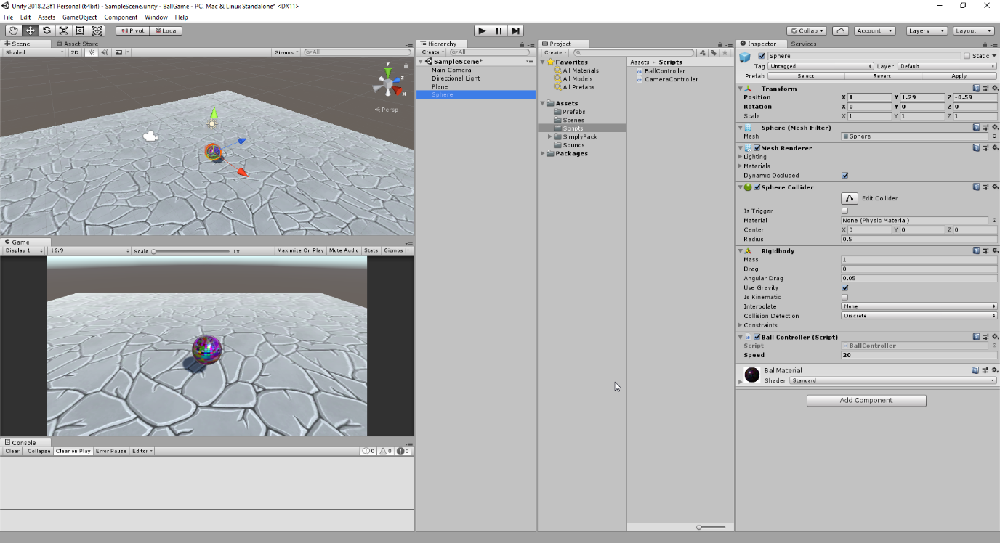 Unity 2018.2.3f1 Personal (64bit) - SampleScene.unity - BallGame - PC, Mac & Linux Standalone* <DX11>
File Edit Assets GameObject Component Window Help
Pivot Local Collab Account Layers Layout
Scene Asset Store
Shaded 2D Gizmos All
y z x
Persp
Game
Display 1 16:9 Scale 1x Maximize On Play Mute Audio Stats Gizmos
Console
Clear Collapse Clear on Play Error Pause Editor 0 0 0
Hierarchy
Create All
SampleScene*
Main Camera
Directional Light
Plane
Sphere
Project
Create
Favorites
All Materials
All Models
All Prefabs
Assets
Prefabs
Scenes
Scripts
SimplyPack
Sounds
Packages
Assets Scripts
BallController
CameraController
Inspector Services
Sphere Static
Tag Untagged Layer Default
Prefab Select Revert Apply
Transform
Position X 1 Y 1.29 Z -0.59
Rotation X 0 Y 0 Z 0
Scale X 1 Y 1 Z 1
Sphere (Mesh Filter)
Mesh Sphere
Mesh Renderer
Lighting
Materials
Dynamic Occluded
Sphere Collider
Edit Collider
Is Trigger
Material None (Physic Material)
Center X 0 Y 0 Z 0
Radius 0.5
Rigidbody
Mass 1
Drag 0
Angular Drag 0.05
Use Gravity
Is Kinematic
Interpolate None
Collision Detection Discrete
Constraints
Ball Controller (Script)
Script BallController
Speed 20
BallMaterial
Shader Standard
Add Component